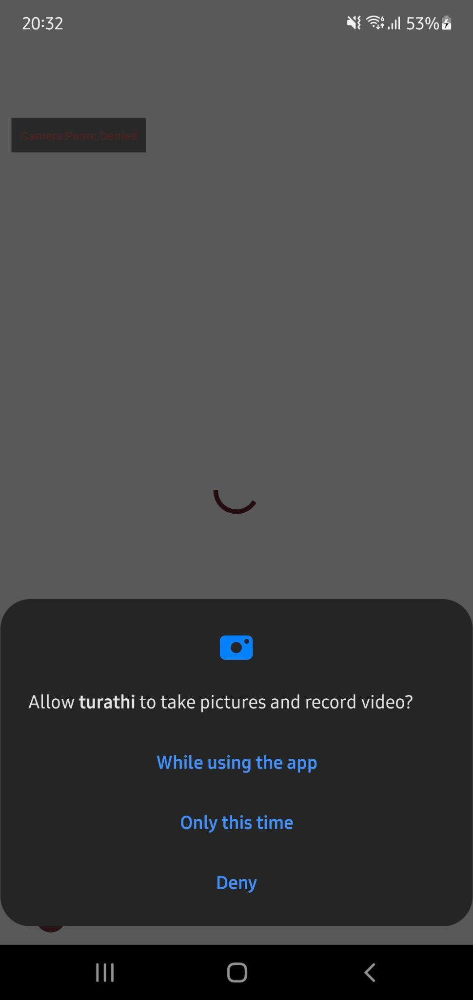 20:32
6 53%
Camera Perm: Denied
Allow turathi to take pictures and record video?
While using the app
Only this time
Deny